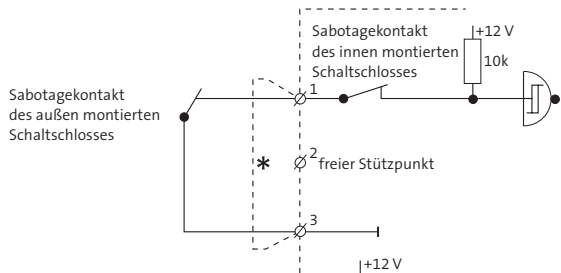 Sabotagekontakt
des innen montierten
Schaltschlosses
+12 V
10k
Sabotagekontakt
des außen montierten
Schaltschlosses
1
*
2
freier Stützpunkt
3
+12 V